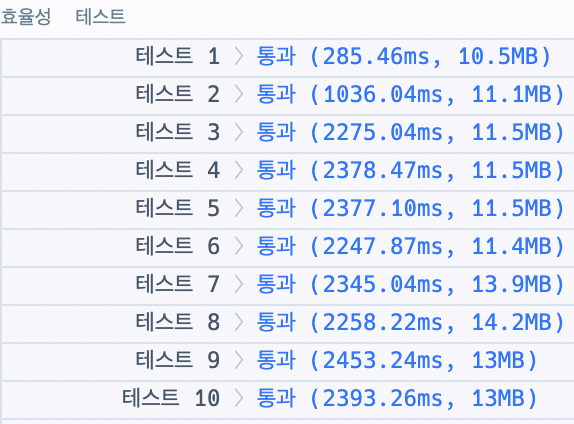 효율성 테스트
테스트 1 > 통과 (285.46ms, 10.5MB)
테스트 2 > 통과 (1036.04ms, 11.1MB)
테스트 3 > 통과 (2275.04ms, 11.5MB)
테스트 4 > 통과 (2378.47ms, 11.5MB)
테스트 5 > 통과 (2377.10ms, 11.5MB)
테스트 6 > 통과 (2247.87ms, 11.4MB)
테스트 7 > 통과 (2345.04ms, 13.9MB)
테스트 8 > 통과 (2258.22ms, 14.2MB)
테스트 9 > 통과 (2453.24ms, 13MB)
테스트 10 > 통과 (2393.26ms, 13MB)